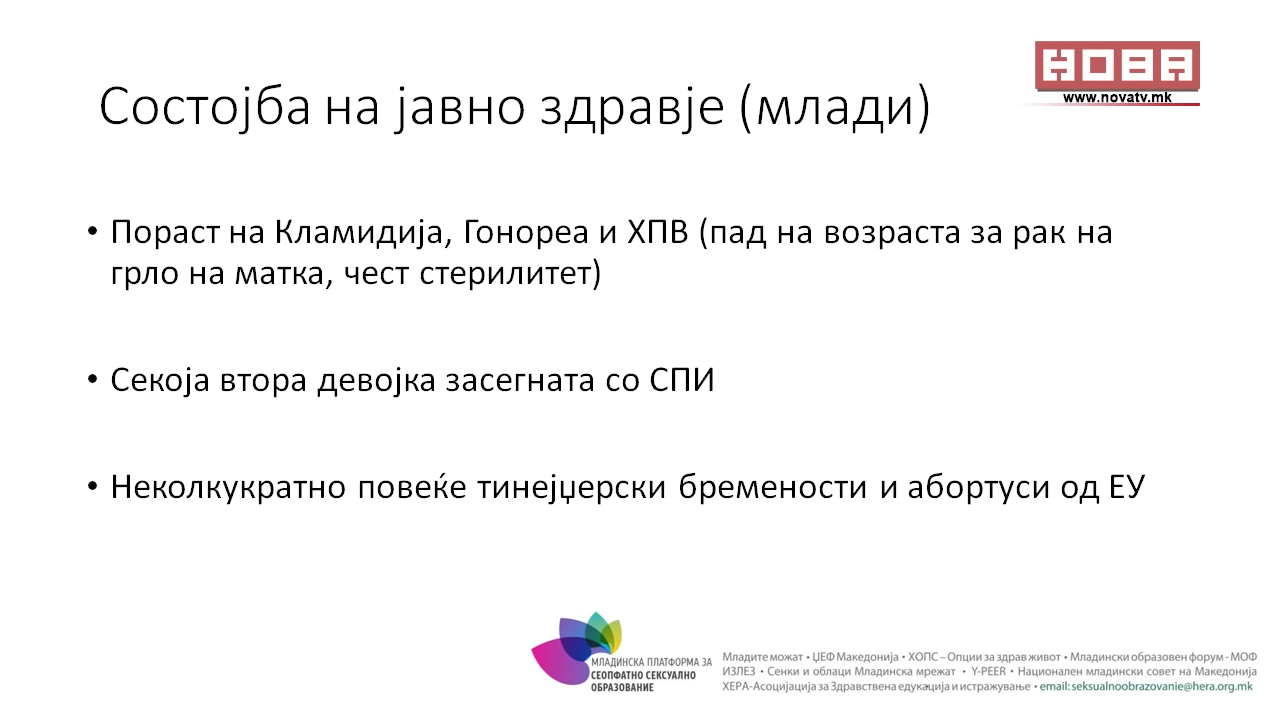 НОВА
www.novatv.mk
Состојба на јавно здравје (млади)
• Пораст на Кламидија, Гонореа и ХПВ (пад на возраста за рак на
грло на матка, чест стерилитет)
• Секоја втора девојка засегната со СПИ
• Неколкукратно повеќе тинејџерски бремености и абортуси од ЕУ
МЛАДИНСКА ПЛАТФОРМА ЗА
СЕОПФАТНО СЕКСУАЛНО
ОБРАЗОВАНИЕ
Младите можат • ЏЕФ Македонија • ХОПС – Опции за здрав живот • Младински образовен форум - МОФ
ИЗЛЕЗ • Сенки и облаци Младинска мрежат • Y-PEER • Национален младински совет на Македонија
ХЕРА-Асоцијација за Здравствена едукација и истражување • email: seksualnoobrazovanie@hera.org.mk